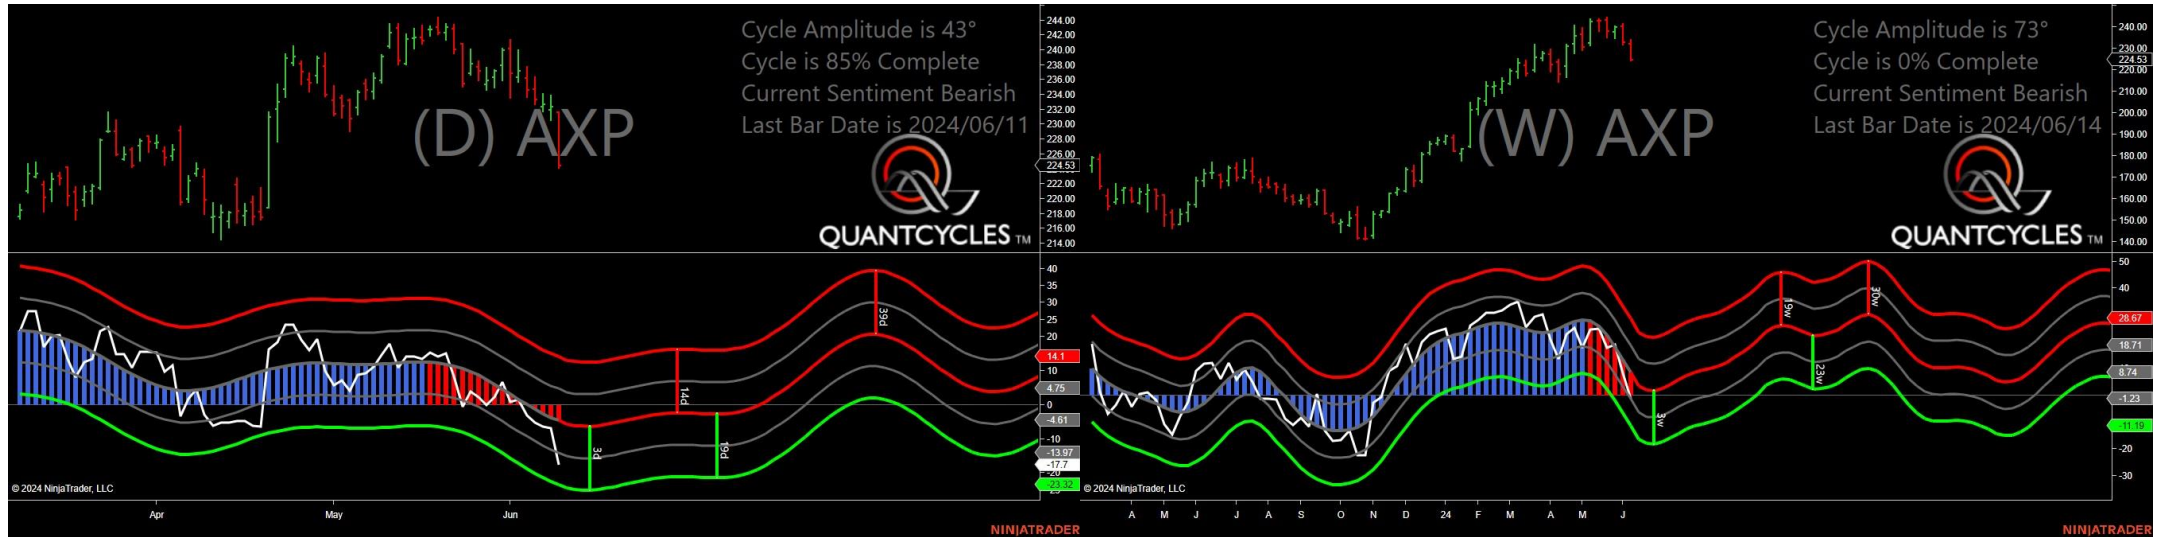 Cycle Amplitude is 43°
Cycle is 85% Complete
Current Sentiment Bearish
Last Bar Date is 2024/06/11
(D) AXP
QUANTCYCLES TM
244.00
242.00
240.00
238.00
236.00
234.00
232.00
230.00
228.00
226.00
224.53
222.00
220.00
218.00
216.00
214.00
40
35
30
25
20
14.1
10
4.75
0
-4.61
-10
-13.97
-17.7
-20
-23.32
39d
14d
3d
19d
© 2024 NinjaTrader, LLC
Apr
May
Jun
NINJATRADER
Cycle Amplitude is 73°
Cycle is 0% Complete
Current Sentiment Bearish
Last Bar Date is 2024/06/14
(W) AXP
QUANTCYCLES TM
240.00
230.00
224.53
220.00
210.00
200.00
190.00
180.00
170.00
160.00
150.00
140.00
50
40
28.67
18.71
8.74
-1.23
-11.19
-20
-30
19w
30w
23w
3w
© 2024 NinjaTrader, LLC
A
M
J
J
A
S
O
N
D
24
F
M
A
M
J
NINJATRADER